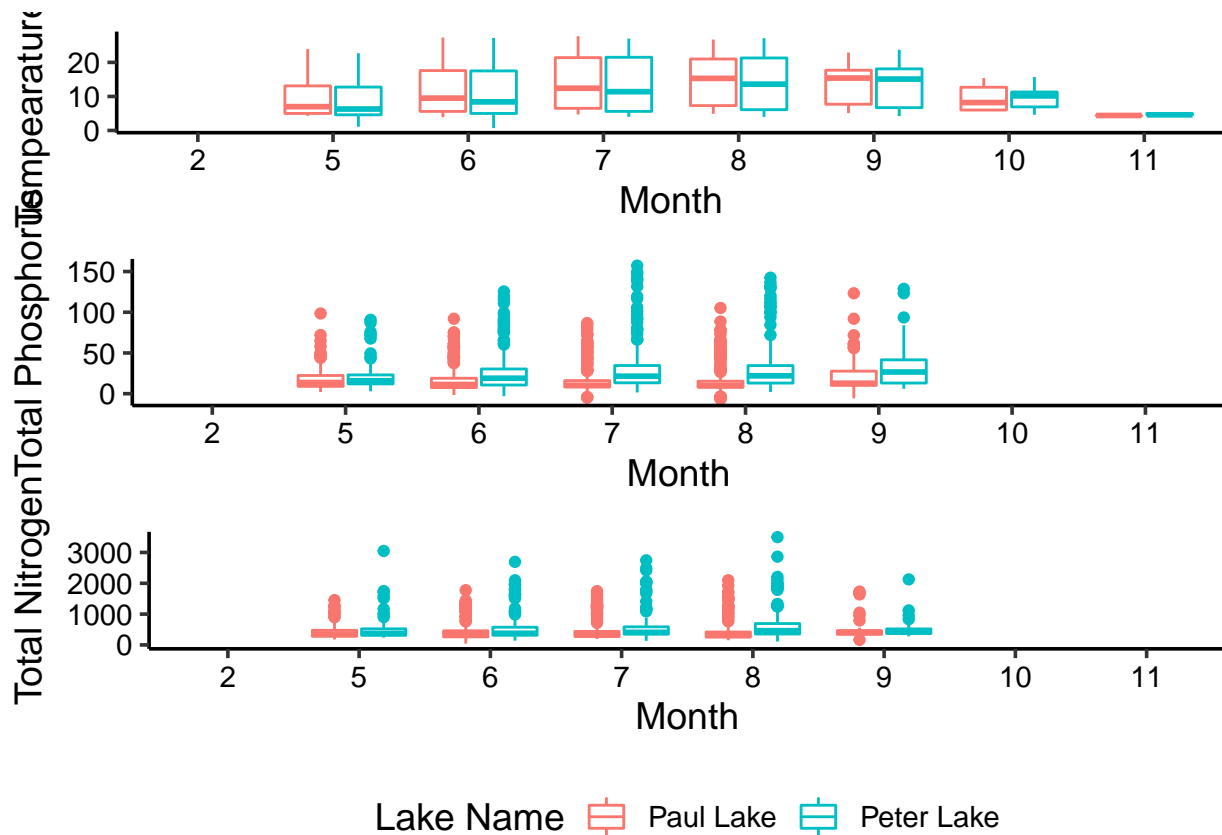 Temperature
20
10
0
2 5 6 7 8 9 10 11
Month
Total Phosphorus
150
100
50
0
2 5 6 7 8 9 10 11
Month
Total Nitrogen
3000
2000
1000
0
2 5 6 7 8 9 10 11
Month
Lake Name Paul Lake Peter Lake